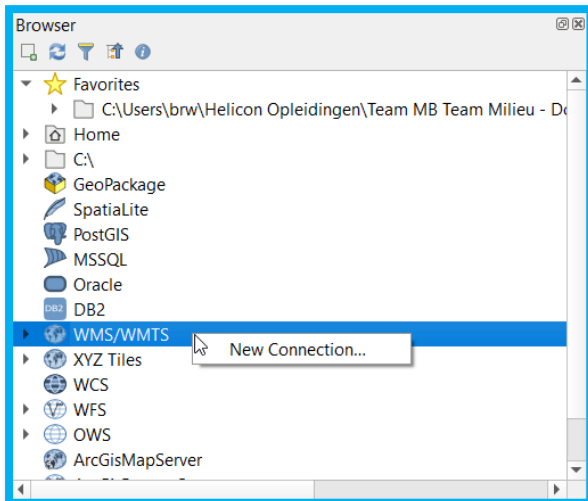 Browser
Favorites
C:\Users\brw\Helicon Opleidingen\Team MB Team Milieu - Do
Home
C:\
GeoPackage
SpatiaLite
PostGIS
MSSQL
Oracle
DB2 DB2
WMS/WMTS
New Connection...
XYZ Tiles
WCS
WFS
OWS
ArcGisMapServer